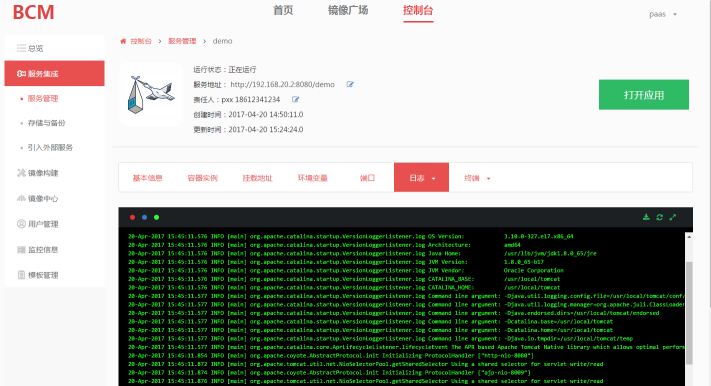 BCM
首页 镜像广场 控制台
paas
总览
服务集成
服务管理
存储与备份
引入外部服务
镜像构建
镜像中心
用户管理
监控信息
模板管理
控制台 > 服务管理 > demo
运行状态：正在运行
服务地址： http://192.168.20.2:8080/demo
责任人：pxx 18612341234
创建时间：2017-04-20 14:50:11.0
更新时间：2017-04-20 15:24:24.0
打开应用
基本信息 容器实例 挂载地址 环境变量 端口 日志 终端
20-Apr-2017 15:45:11.576 INFO [main] org.apache.catalina.startup.VersionLoggerListener.log OS Version: 3.10.0-327.el7.x86_64
20-Apr-2017 15:45:11.576 INFO [main] org.apache.catalina.startup.VersionLoggerListener.log Architecture: amd64
20-Apr-2017 15:45:11.576 INFO [main] org.apache.catalina.startup.VersionLoggerListener.log Java Home: /usr/lib/jvm/jdk1.8.0_65/jre
20-Apr-2017 15:45:11.576 INFO [main] org.apache.catalina.startup.VersionLoggerListener.log JVM Version: 1.8.0_65-b17
20-Apr-2017 15:45:11.576 INFO [main] org.apache.catalina.startup.VersionLoggerListener.log JVM Vendor: Oracle Corporation
20-Apr-2017 15:45:11.576 INFO [main] org.apache.catalina.startup.VersionLoggerListener.log CATALINA_BASE: /usr/local/tomcat
20-Apr-2017 15:45:11.576 INFO [main] org.apache.catalina.startup.VersionLoggerListener.log CATALINA_HOME: /usr/local/tomcat
20-Apr-2017 15:45:11.577 INFO [main] org.apache.catalina.startup.VersionLoggerListener.log Command line argument: -Djava.util.logging.config.file=/usr/local/tomcat/conf/
20-Apr-2017 15:45:11.577 INFO [main] org.apache.catalina.startup.VersionLoggerListener.log Command line argument: -Djava.util.logging.manager=org.apache.juli.ClassLoader
20-Apr-2017 15:45:11.577 INFO [main] org.apache.catalina.startup.VersionLoggerListener.log Command line argument: -Djava.endorsed.dirs=/usr/local/tomcat/endorsed
20-Apr-2017 15:45:11.577 INFO [main] org.apache.catalina.startup.VersionLoggerListener.log Command line argument: -Dcatalina.base=/usr/local/tomcat
20-Apr-2017 15:45:11.577 INFO [main] org.apache.catalina.startup.VersionLoggerListener.log Command line argument: -Dcatalina.home=/usr/local/tomcat
20-Apr-2017 15:45:11.577 INFO [main] org.apache.catalina.startup.VersionLoggerListener.log Command line argument: -Djava.io.tmpdir=/usr/local/tomcat/temp
20-Apr-2017 15:45:11.577 INFO [main] org.apache.catalina.core.AprLifecycleListener.lifecycleEvent The APR based Apache Tomcat Native library which allows optimal perform
20-Apr-2017 15:45:11.854 INFO [main] org.apache.coyote.AbstractProtocol.init Initializing ProtocolHandler ["http-nio-8080"]
20-Apr-2017 15:45:11.872 INFO [main] org.apache.tomcat.util.net.NioSelectorPool.getSharedSelector Using a shared selector for servlet write/read
20-Apr-2017 15:45:11.874 INFO [main] org.apache.coyote.AbstractProtocol.init Initializing ProtocolHandler ["ajp-nio-8009"]
20-Apr-2017 15:45:11.876 INFO [main] org.apache.tomcat.util.net.NioSelectorPool.getSharedSelector Using a shared selector for servlet write/read